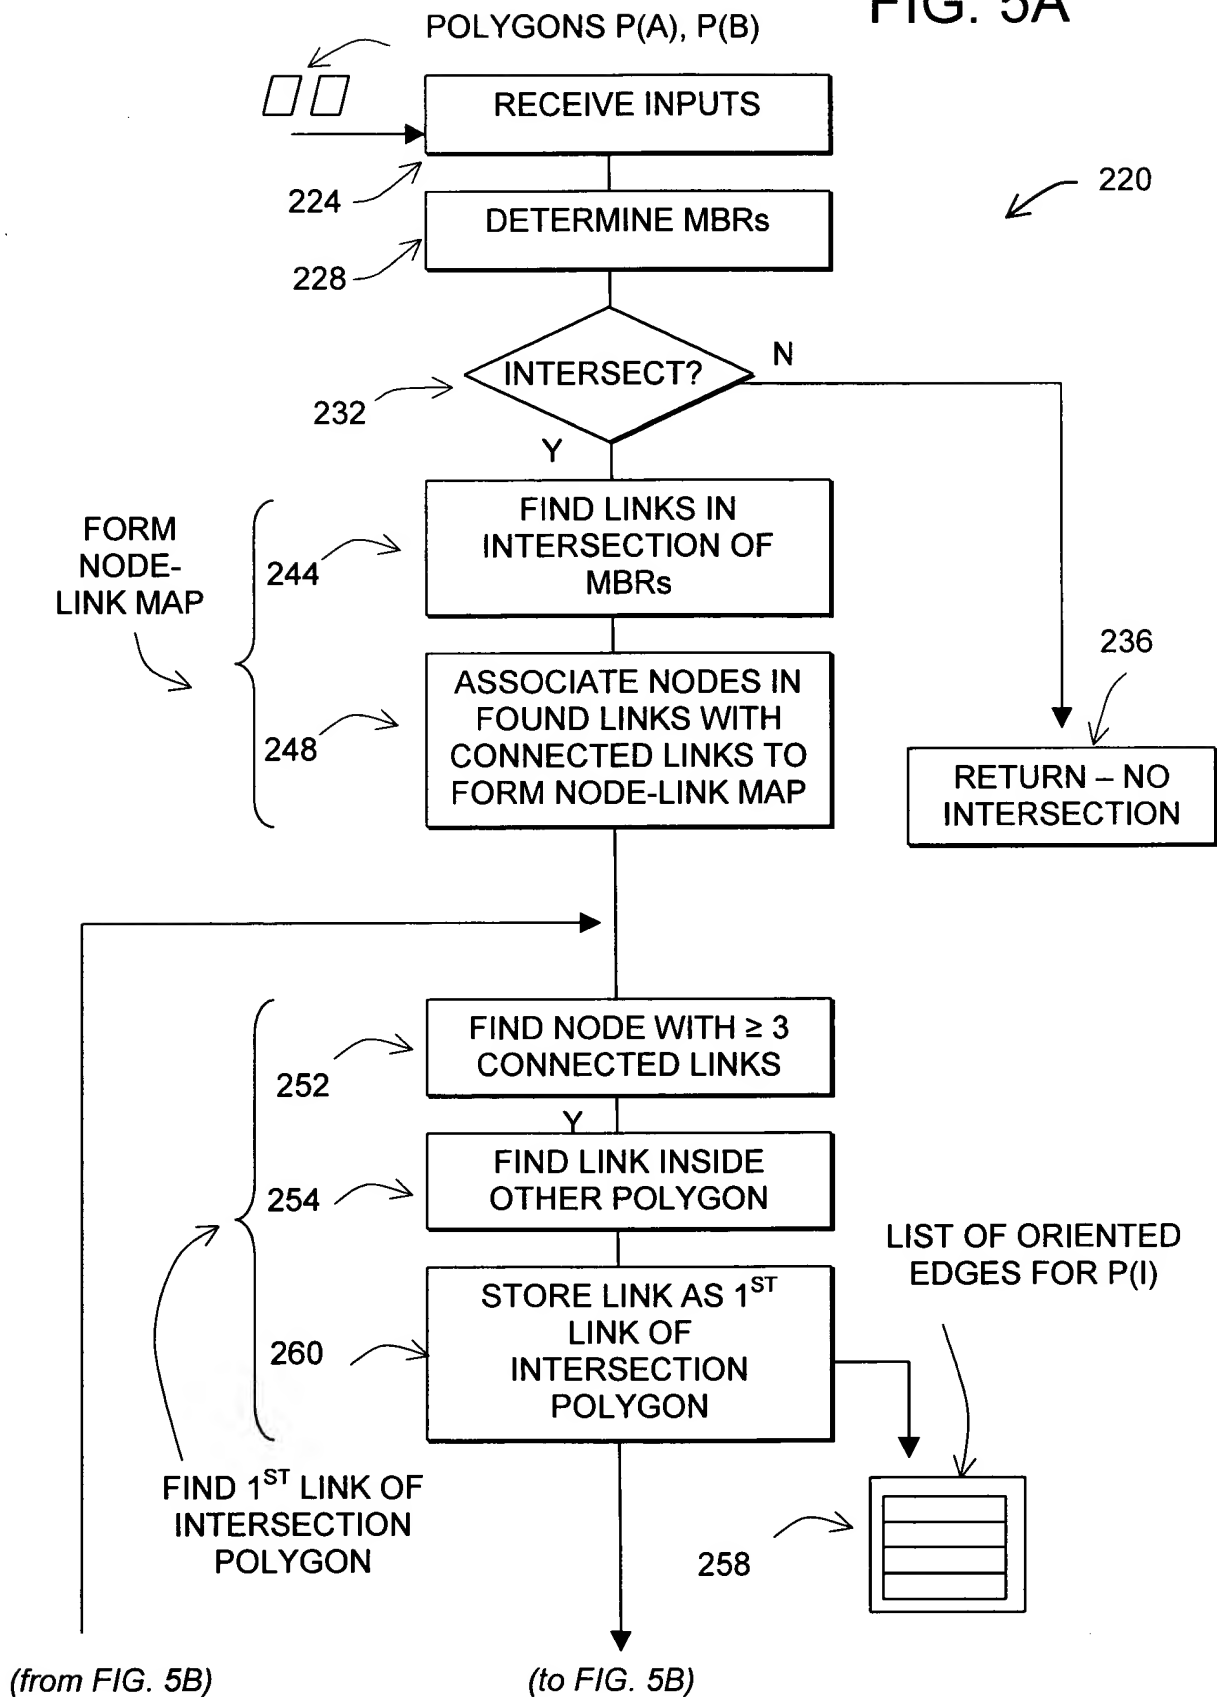 FIG. 5A
POLYGONS P(A), P(B)
RECEIVE INPUTS
224
220
DETERMINE MBRs
228
INTERSECT?
N
232
Y
FIND LINKS IN
INTERSECTION OF
MBRs
244
FORM
NODE-
LINK MAP
ASSOCIATE NODES IN
FOUND LINKS WITH
CONNECTED LINKS TO
FORM NODE-LINK MAP
248
236
RETURN – NO
INTERSECTION
FIND NODE WITH ≥ 3
CONNECTED LINKS
252
Y
FIND LINK INSIDE
OTHER POLYGON
254
LIST OF ORIENTED
EDGES FOR P(I)
STORE LINK AS 1ST
LINK OF
INTERSECTION
POLYGON
260
FIND 1ST LINK OF
INTERSECTION
POLYGON
258
(from FIG. 5B)
(to FIG. 5B)